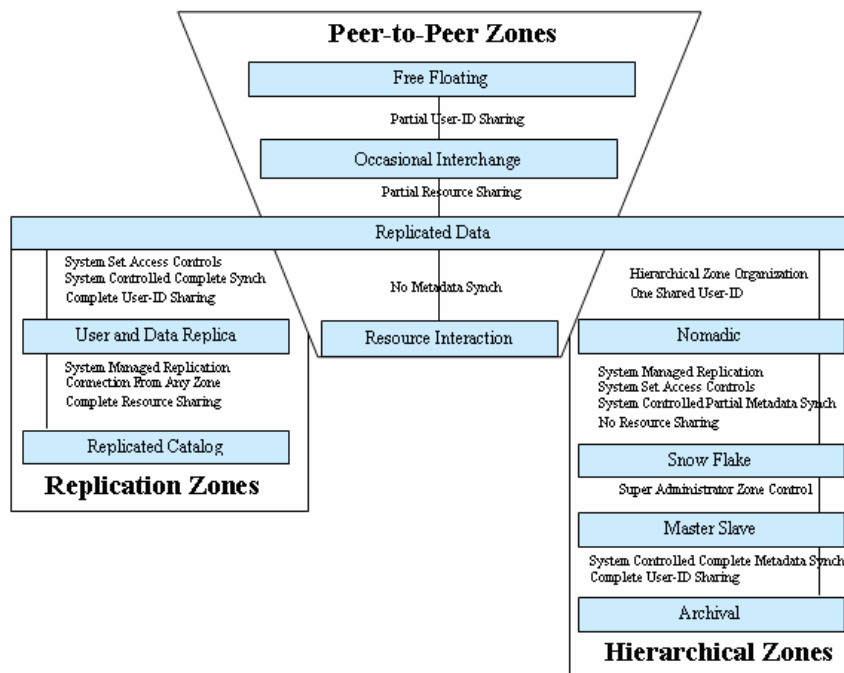 Peer-to-Peer Zones
Free Floating
Partial User-ID Sharing
Occasional Interchange
Partial Resource Sharing
Replicated Data
System Set Access Controls
System Controlled Complete Synch
Complete User-ID Sharing
User and Data Replica
System Managed Replication
Connection From Any Zone
Complete Resource Sharing
Replicated Catalog
Replication Zones
No Metadata Synch
Resource Interaction
Hierarchical Zone Organization
One Shared User-ID
Nomadic
System Managed Replication
System Set Access Controls
System Controlled Partial Metadata Synch
No Resource Sharing
Snow Flake
Super Administrator Zone Control
Master Slave
System Controlled Complete Metadata Synch
Complete User-ID Sharing
Archival
Hierarchical Zones